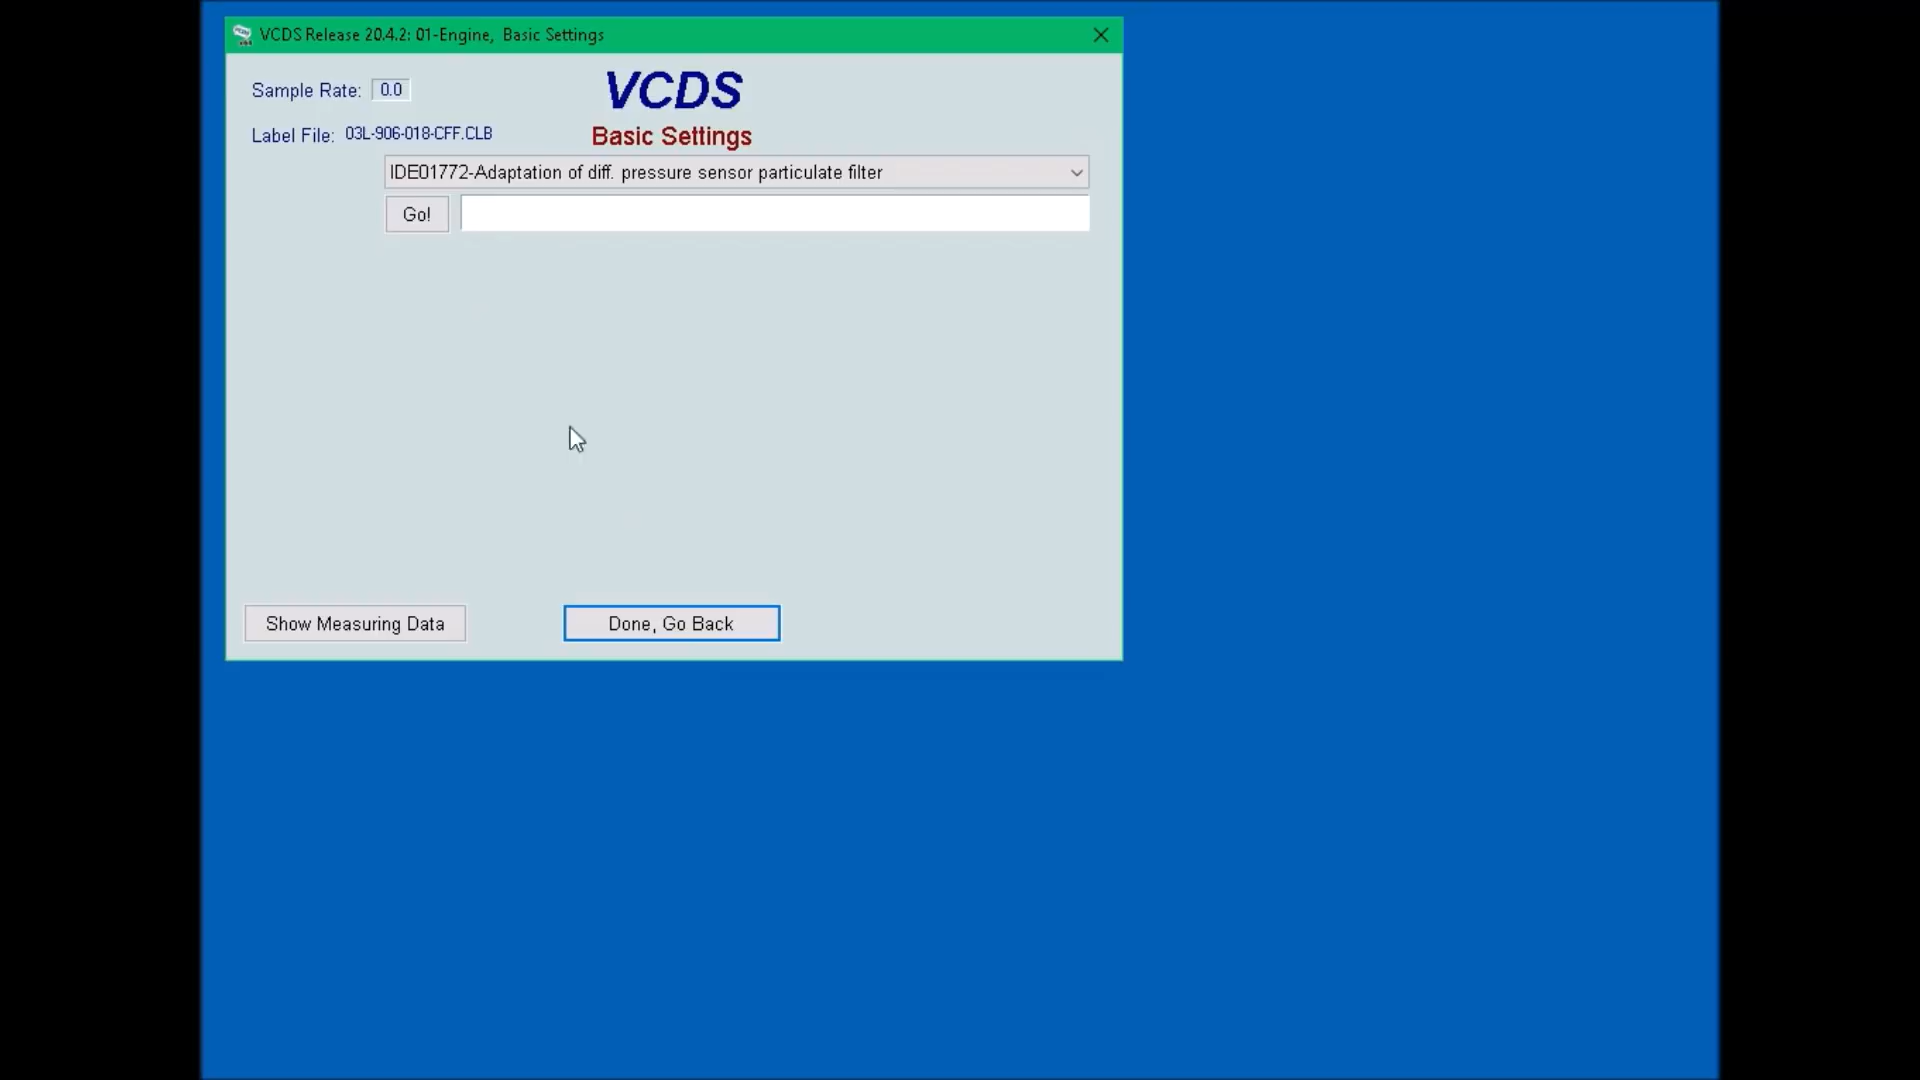 VCDS Release 20.4.2: 01-Engine, Basic Settings
Sample Rate: 0.0
VCDS
Label File: 03L-906-018-CFF.CLB
Basic Settings
IDE01772-Adaptation of diff. pressure sensor particulate filter
Go!
Show Measuring Data
Done, Go Back